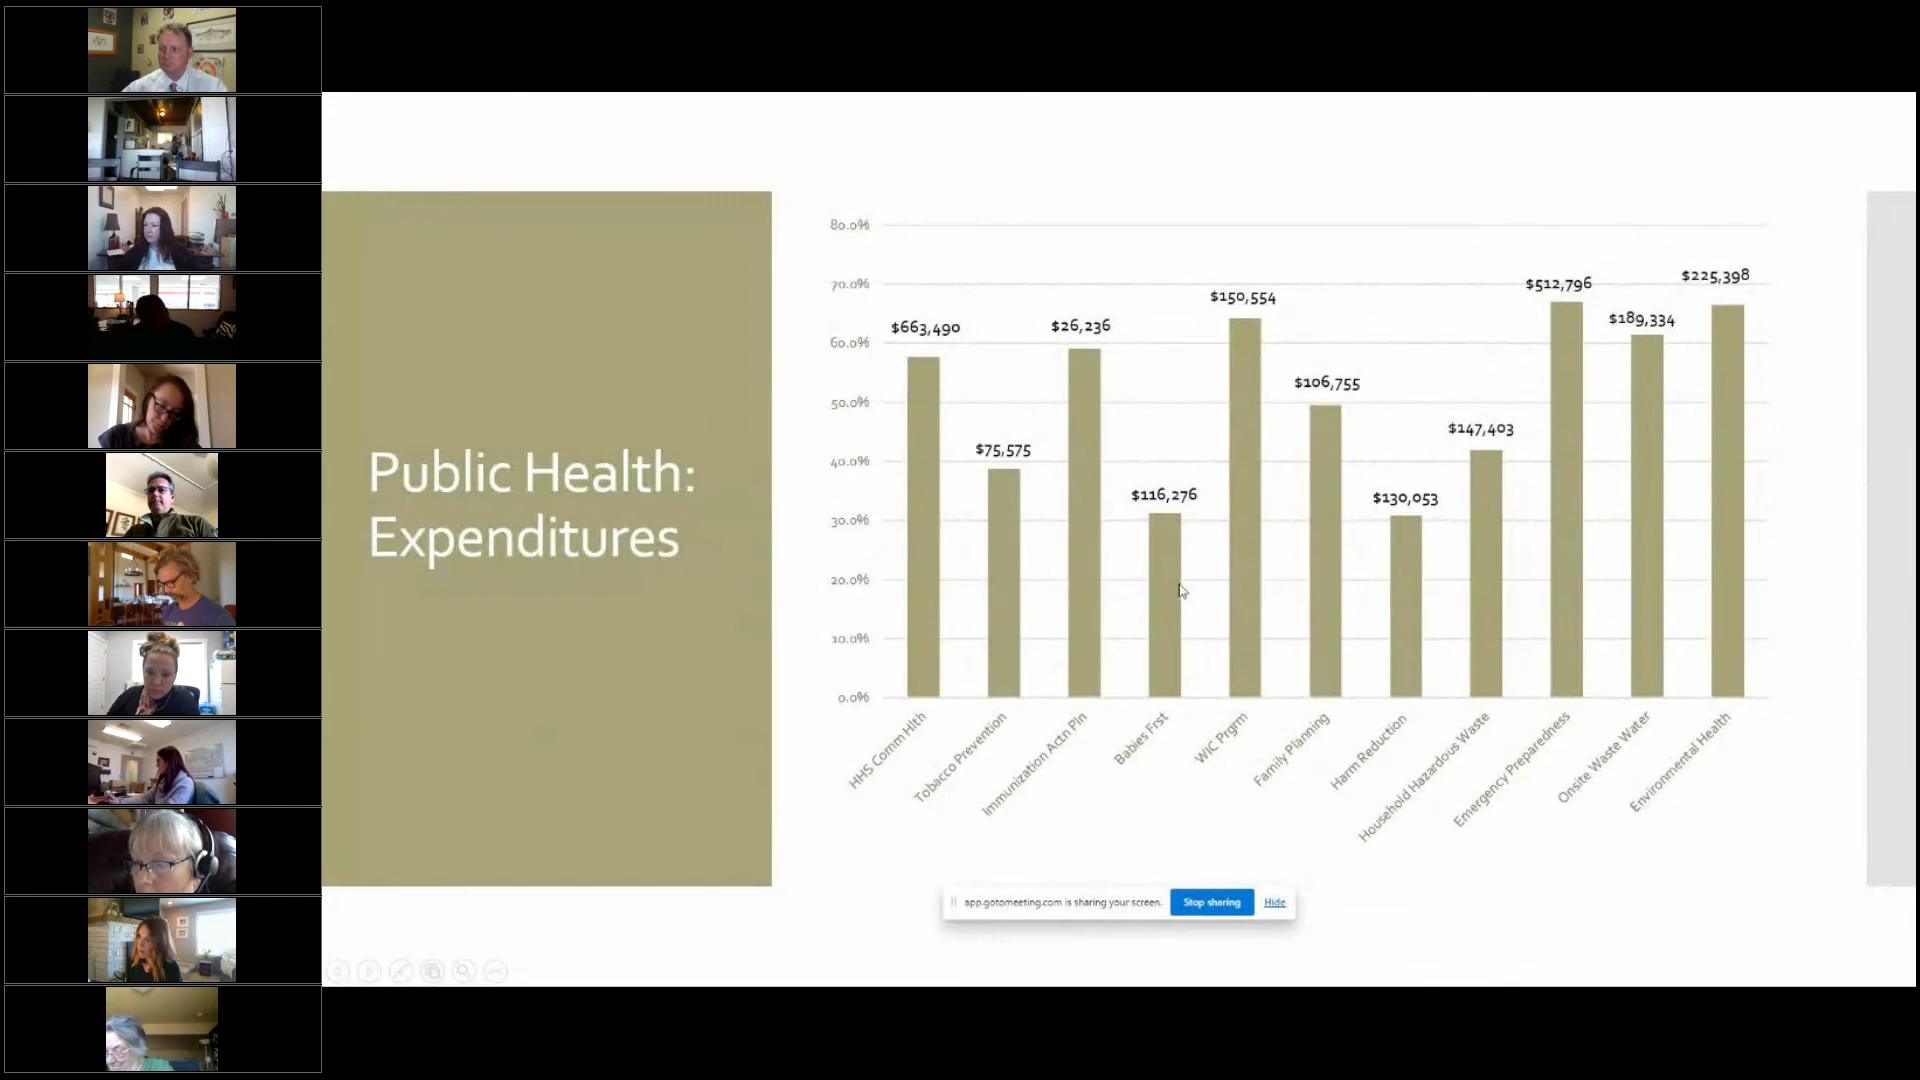 Public Health:
Expenditures
80.0%
70.0%
60.0%
50.0%
40.0%
30.0%
20.0%
10.0%
0.0%
$663,490
$75,575
$26,236
$116,276
$150,554
$106,755
$130,053
$147,403
$512,796
$189,334
$225,398
HHS Comm Hlth
Tobacco Prevention
Immunization Actn Pln
Babies Frst
WIC Prgrm
Family Planning
Harm Reduction
Household Hazardous Waste
Emergency Preparedness
Onsite Waste Water
Environmental Health
app.gotomeeting.com is sharing your screen. Stop sharing Hide